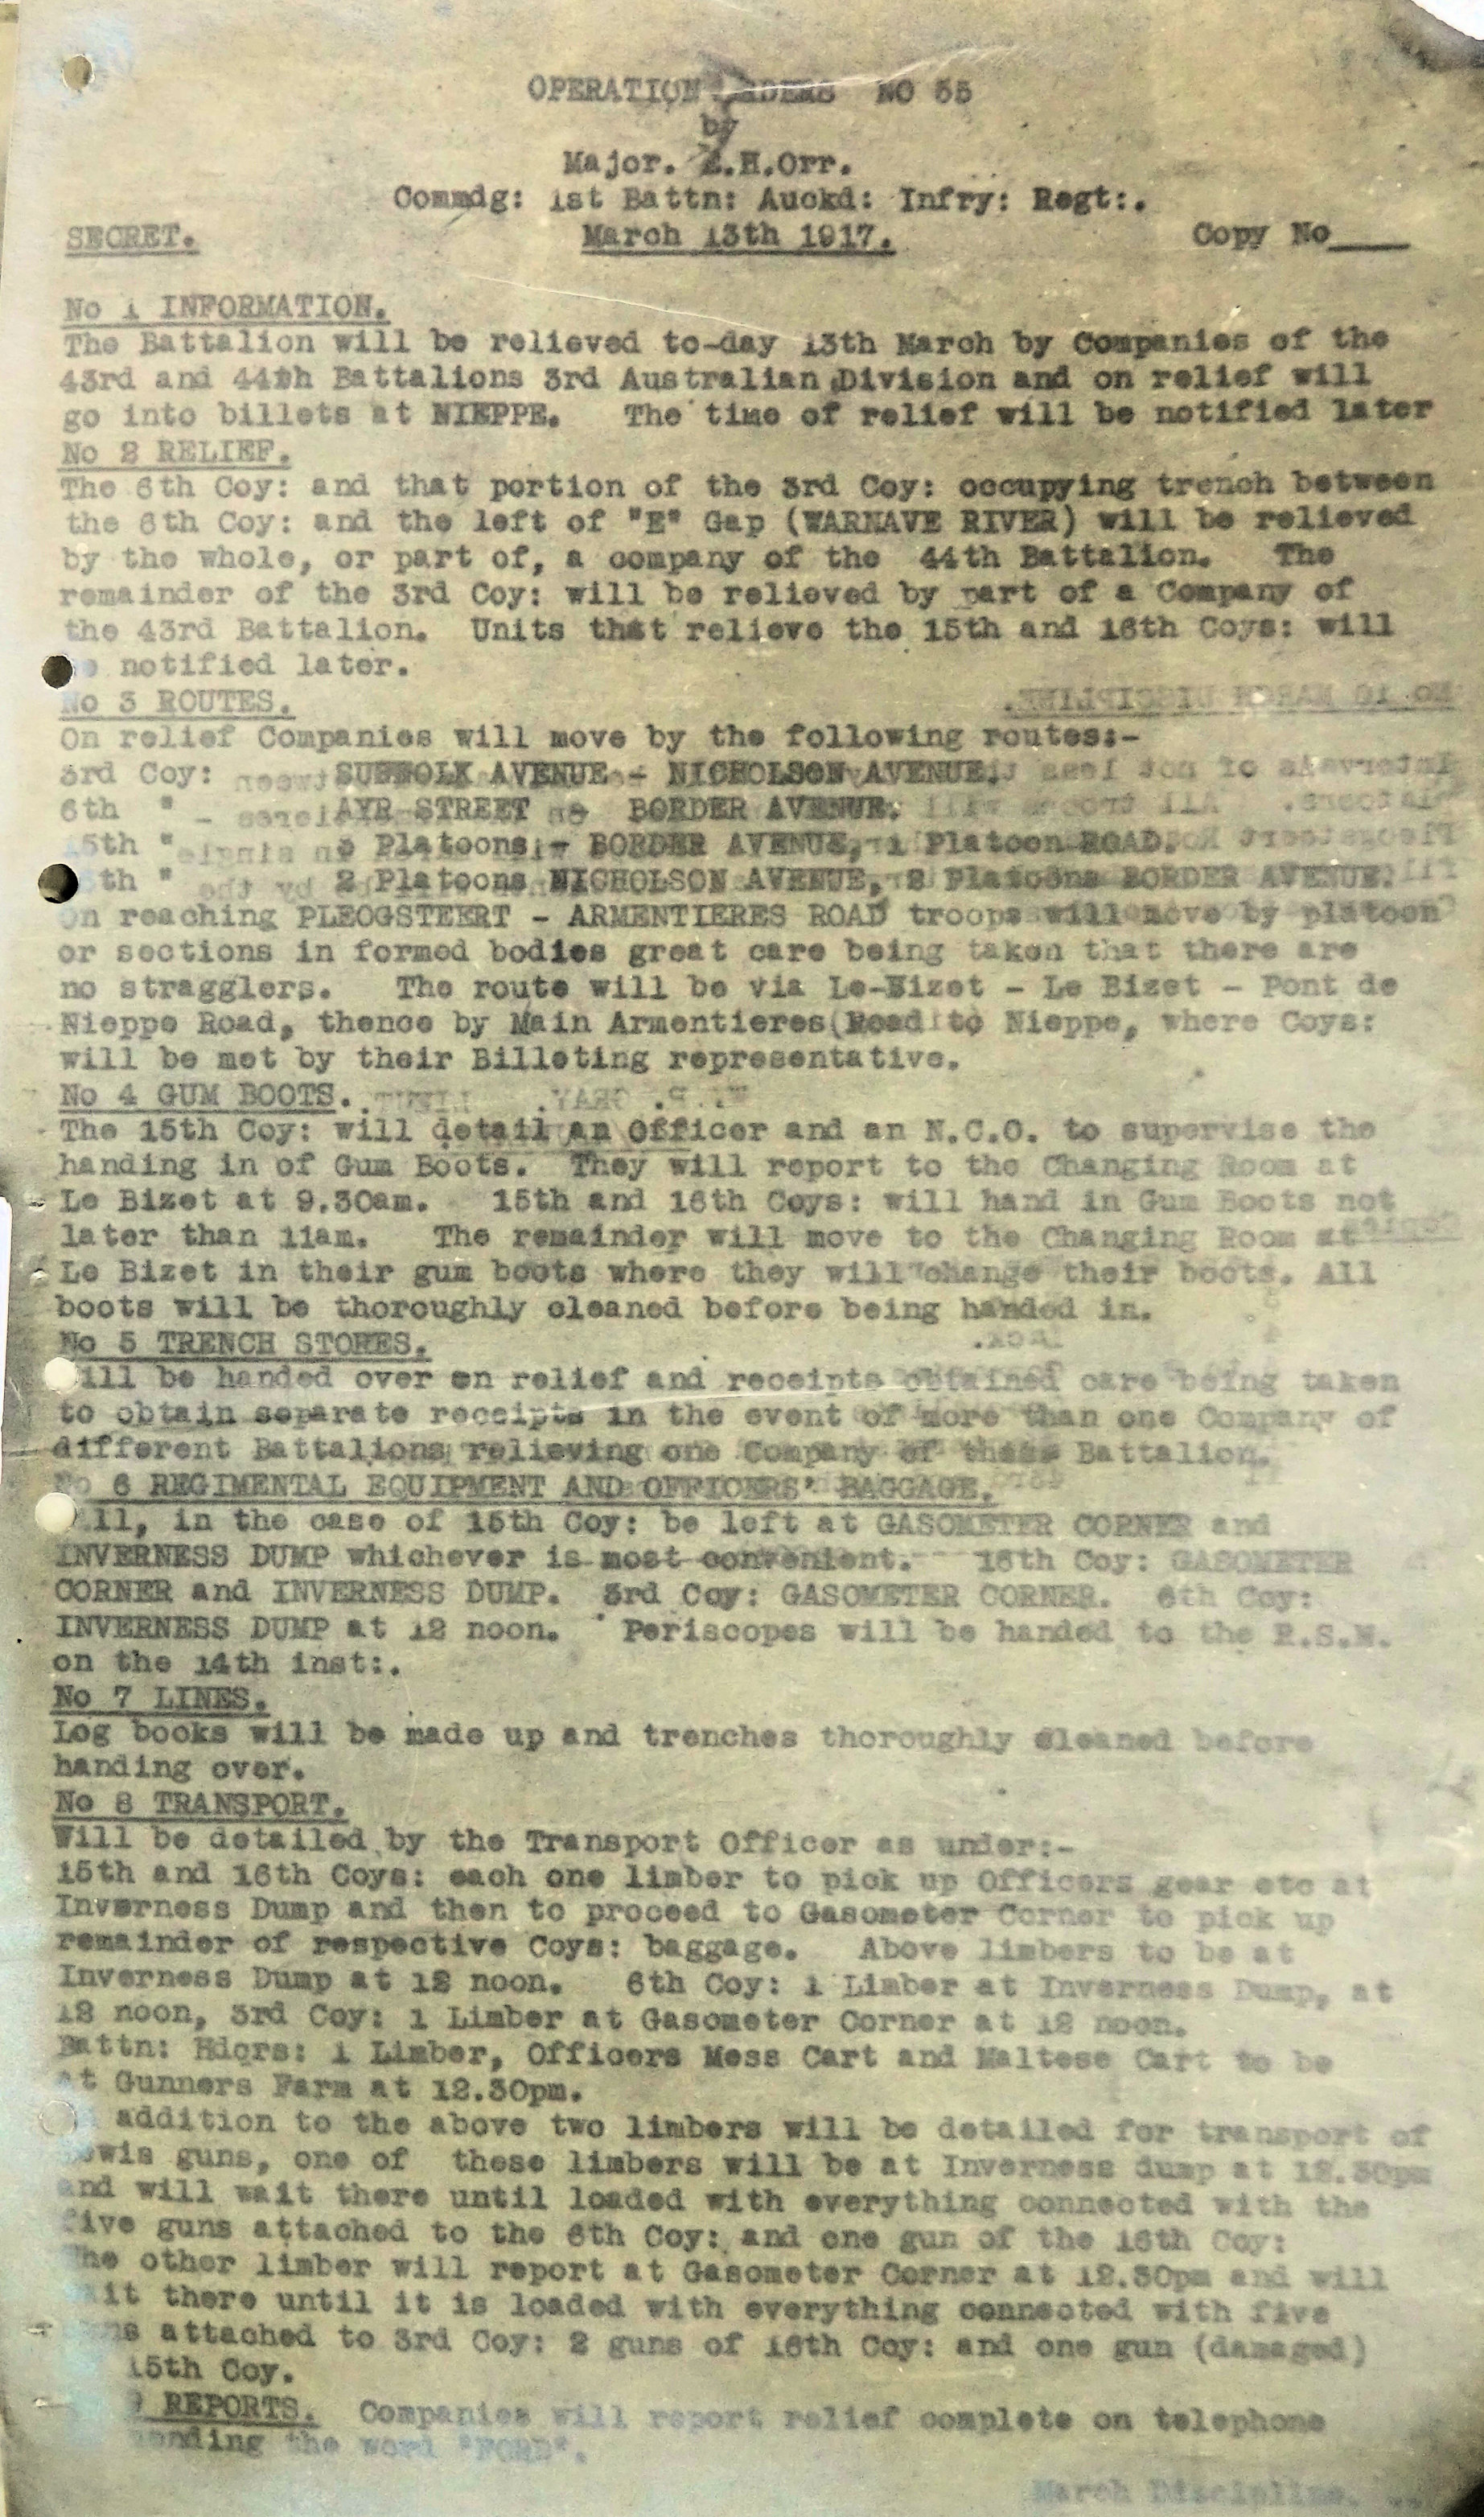 OPERATION ORDERS NO 55
by
Major. E.H.Orr.
Commdg: 1st Battn: Auckd: Infry: Regt:.
SECRET. March 13th 1917. Copy No____
No 1 INFORMATION.
The Battalion will be relieved to-day 13th March by Companies of the
43rd and 44th Battalions 3rd Australian Division and on relief will
go into billets at NIEPPE. The time of relief will be notified later
No 2 RELIEF.
The 6th Coy: and that portion of the 3rd Coy: occupying trench between
the 6th Coy: and the left of "E" Gap (WARNAVE RIVER) will be relieved
by the whole, or part of, a company of the 44th Battalion. The
remainder of the 3rd Coy: will be relieved by part of a Company of
the 43rd Battalion. Units that relieve the 15th and 16th Coys: will
notified later.
No 3 ROUTES.
On relief Companies will move by the following routes:-
3rd Coy: SUFFOLK AVENUE - NICHOLSON AVENUE.
6th " AYR STREET - BORDER AVENUE.
15th " 3 Platoons - BORDER AVENUE, 1 Platoon ROAD.
th " 2 Platoons NICHOLSON AVENUE, 2 Platoons BORDER AVENUE.
On reaching PLEOGSTEERT - ARMENTIERES ROAD troops will move by platoon
or sections in formed bodies great care being taken that there are
no stragglers. The route will be via Le-Bizet - Le Bizet - Pont de
Nieppe Road, thence by Main Armentieres Road to Nieppe, where Coys:
will be met by their Billeting representative.
No 4 GUM BOOTS.
The 15th Coy: will detail an Officer and an N.C.O. to supervise the
handing in of Gum Boots. They will report to the Changing Room at
Le Bizet at 9.30am. 15th and 16th Coys: will hand in Gum Boots not
later than 11am. The remainder will move to the Changing Room at
Le Bizet in their gum boots where they will change their boots. All
boots will be thoroughly cleaned before being handed in.
No 5 TRENCH STORES.
Will be handed over on relief and receipts obtained care being taken
to obtain separate receipts in the event of more than one Company of
different Battalions relieving one Company of Battalion.
No 6 REGIMENTAL EQUIPMENT AND OFFICERS' BAGGAGE.
Will, in the case of 15th Coy: be left at GASOMETER CORNER and
INVERNESS DUMP whichever is most convenient. 16th Coy: GASOMETER
CORNER and INVERNESS DUMP. 3rd Coy: GASOMETER CORNER. 6th Coy:
INVERNESS DUMP at 12 noon. Periscopes will be handed to the R.S.M.
on the 14th inst:.
No 7 LINES.
Log books will be made up and trenches thoroughly cleaned before
handing over.
No 8 TRANSPORT.
Will be detailed by the Transport Officer as under:-
15th and 16th Coys: each one limber to pick up Officers gear etc at
Inverness Dump and then to proceed to Gasometer Corner to pick up
remainder of respective Coys: baggage. Above limbers to be at
Inverness Dump at 12 noon. 6th Coy: 1 Limber at Inverness Dump, at
12 noon, 3rd Coy: 1 Limber at Gasometer Corner at 12 noon.
Battn: Hdqrs: 1 Limber, Officers Mess Cart and Maltese Cart to be
at Gunners Farm at 12.30pm.
addition to the above two limbers will be detailed for transport of
Lewis guns, one of these limbers will be at Inverness dump at 12.30pm
and will wait there until loaded with everything connected with the
five guns attached to the 6th Coy: and one gun of the 16th Coy:
The other limber will report at Gasometer Corner at 12.30pm and will
wait there until it is loaded with everything connected with five
guns attached to 3rd Coy: 2 guns of 16th Coy: and one gun (damaged)
15th Coy.
9 REPORTS. Companies will report relief complete on telephone
sending the word "FORD".
March Discipline...